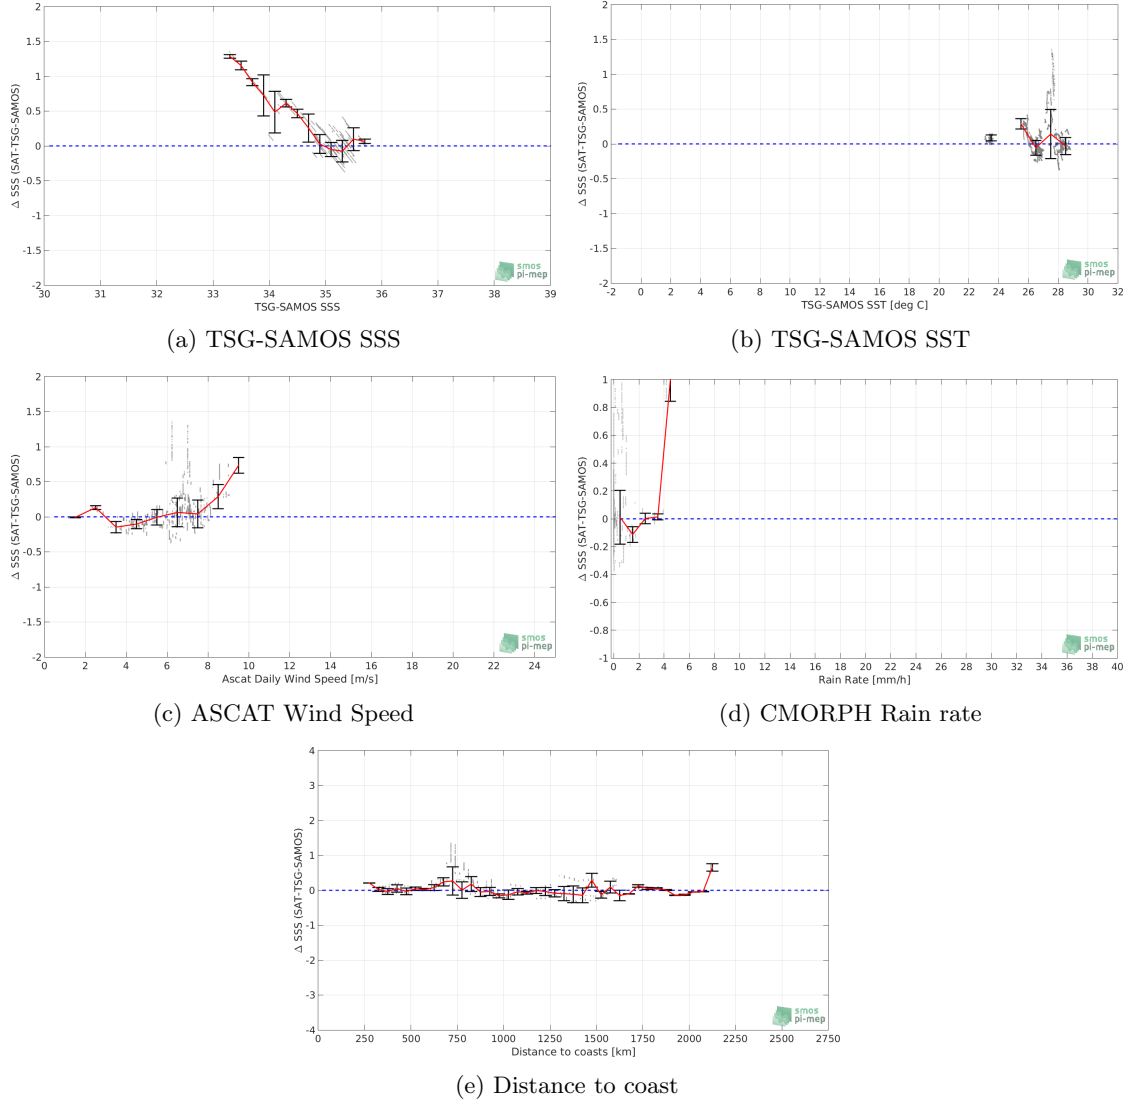 2
1.5
1
0.5
0
-0.5
-1
-1.5
-2
Δ SSS (SAT-TSG-SAMOS)
30 31 32 33 34 35 36 37 38 39
TSG-SAMOS SSS
smos
pi-mep
(a) TSG-SAMOS SSS
2
1.5
1
0.5
0
-0.5
-1
-1.5
-2
Δ SSS (SAT-TSG-SAMOS)
-2 0 2 4 6 8 10 12 14 16 18 20 22 24 26 28 30 32
TSG-SAMOS SST [deg C]
smos
pi-mep
(b) TSG-SAMOS SST
2
1.5
1
0.5
0
-0.5
-1
-1.5
-2
Δ SSS (SAT-TSG-SAMOS)
0 2 4 6 8 10 12 14 16 18 20 22 24
Ascat Daily Wind Speed [m/s]
smos
pi-mep
(c) ASCAT Wind Speed
1
0.8
0.6
0.4
0.2
0
-0.2
-0.4
-0.6
-0.8
-1
Δ SSS (SAT-TSG-SAMOS)
0 2 4 6 8 10 12 14 16 18 20 22 24 26 28 30 32 34 36 38 40
Rain Rate [mm/h]
smos
pi-mep
(d) CMORPH Rain rate
4
3
2
1
0
-1
-2
-3
-4
Δ SSS (SAT-TSG-SAMOS)
0 250 500 750 1000 1250 1500 1750 2000 2250 2500 2750
Distance to coasts [km]
smos
pi-mep
(e) Distance to coast